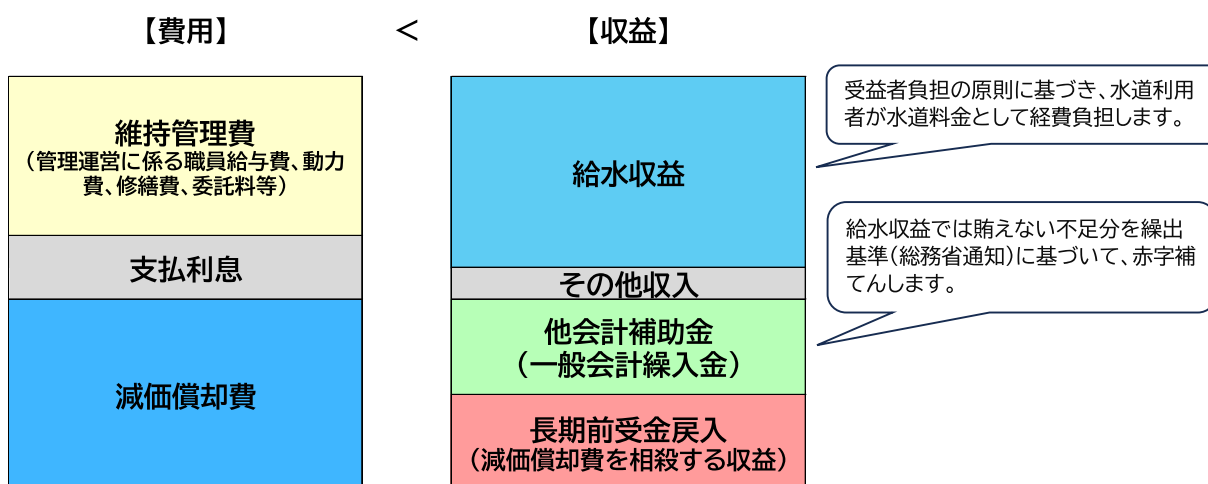 【費用】
<
【収益】
維持管理費
（管理運営に係る職員給与費、動力
費、修繕費、委託料等）
支払利息
減価償却費
給水収益
その他収入
他会計補助金
（一般会計繰入金）
長期前受金戻入
（減価償却費を相殺する収益）
受益者負担の原則に基づき、水道利用
者が水道料金として経費負担します。
給水収益では賄えない不足分を繰出
基準（総務省通知）に基づいて、赤字補
てんします。